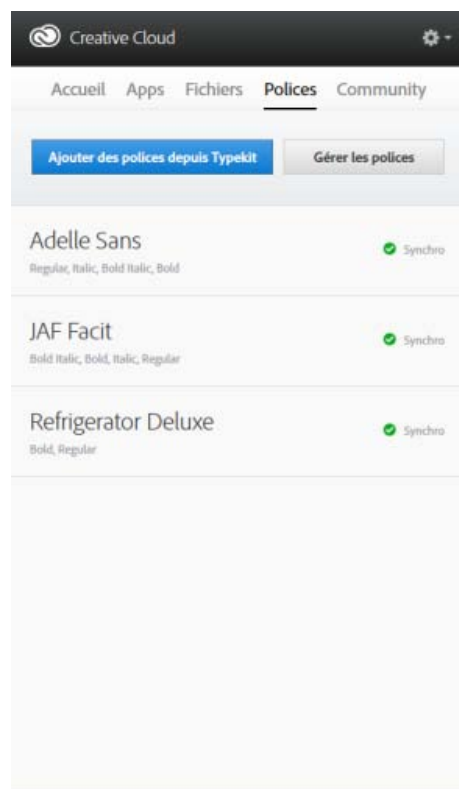 Creative Cloud
Accueil Apps Fichiers Polices Community
Ajouter des polices depuis Typekit Gérer les polices
Adelle Sans
Synchro
Regular, Italic, Bold Italic, Bold
JAF Facit
Synchro
Bold Italic, Bold, Italic, Regular
Refrigerator Deluxe
Synchro
Bold, Regular